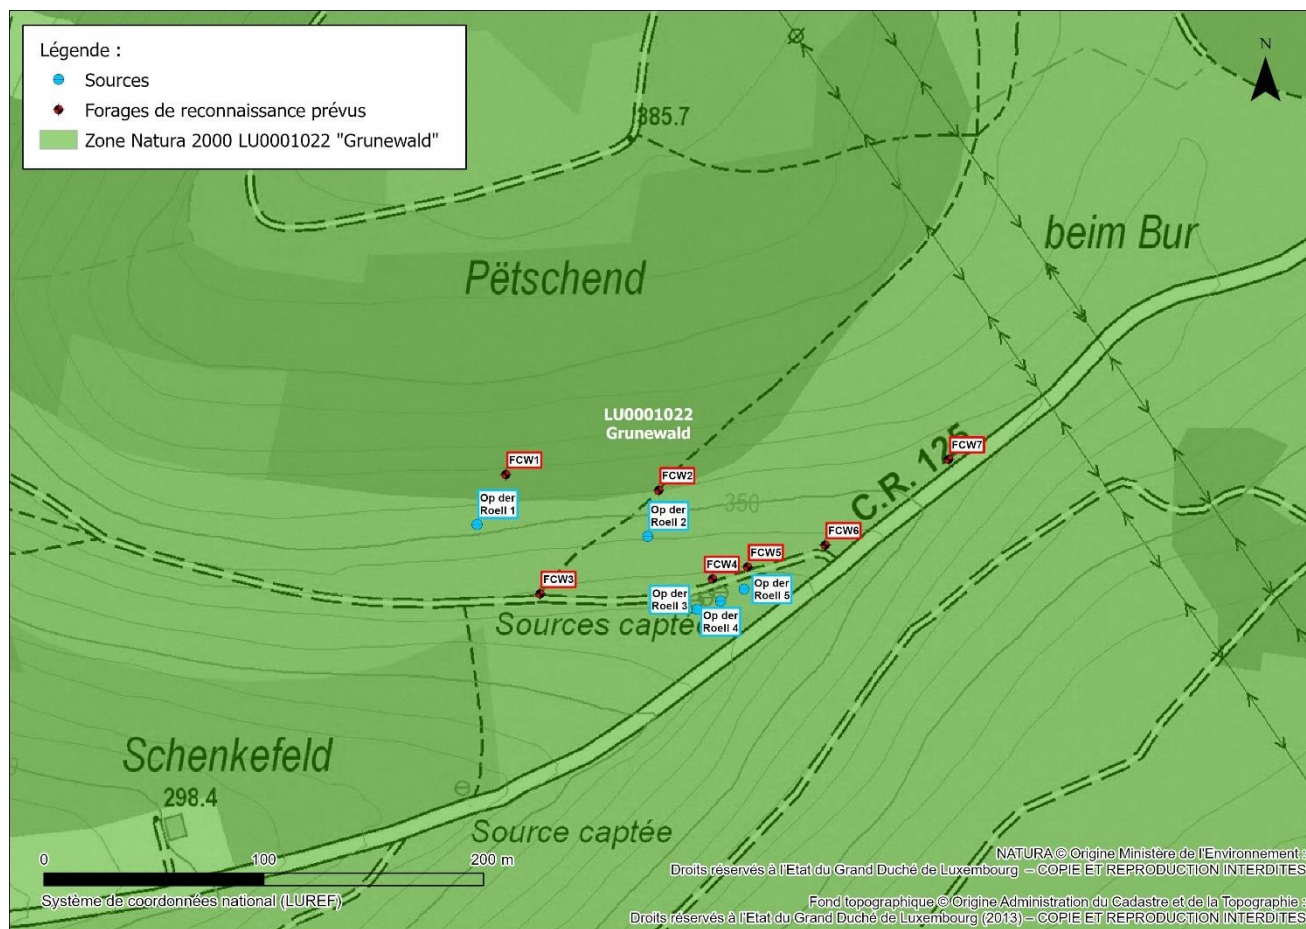 Légende :
Sources
Forages de reconnaissance prévus
Zone Natura 2000 LU0001022 "Grunewald"
N
385.7
beim Bur
Pëtschend
LU0001022
Grunewald
C.R. 125
FCW7
FCW1
FCW2
Op der
Roell 1
Op der
Roell 2
350
FCW6
FCW5
FCW4
FCW3
Op der
Roell 3
Op der
Roell 4
Op der
Roell 5
Sources captée
Schenkefeld
298.4
Source captée
0 100 200 m
Système de coordonnées national (LUREF)
NATURA © Origine Ministère de l'Environnement :
Droits réservés à l'Etat du Grand Duché de Luxembourg – COPIE ET REPRODUCTION INTERDITES
Fond topographique © Origine Administration du Cadastre et de la Topographie :
Droits réservés à l'Etat du Grand Duché de Luxembourg (2013) – COPIE ET REPRODUCTION INTERDITES